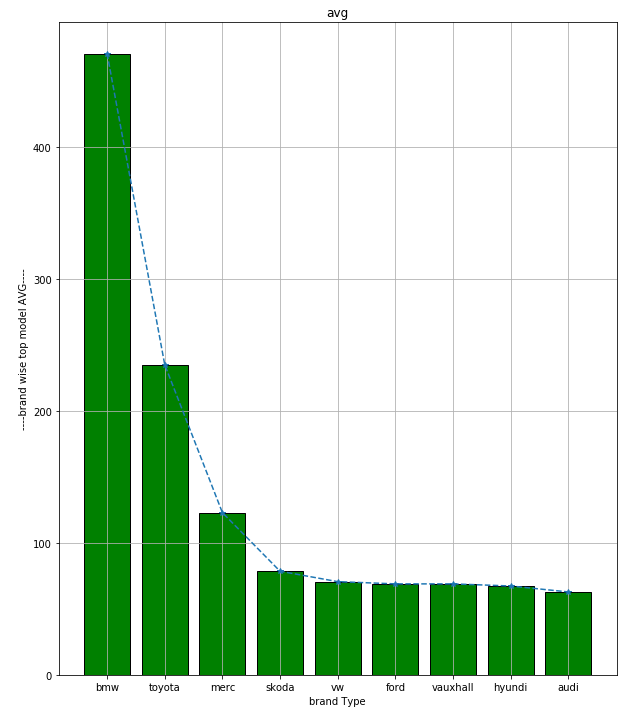 avg
400
300
200
100
0
----brand wise top model AVG----
bmw toyota merc skoda vw ford vauxhall hyundi audi
brand Type